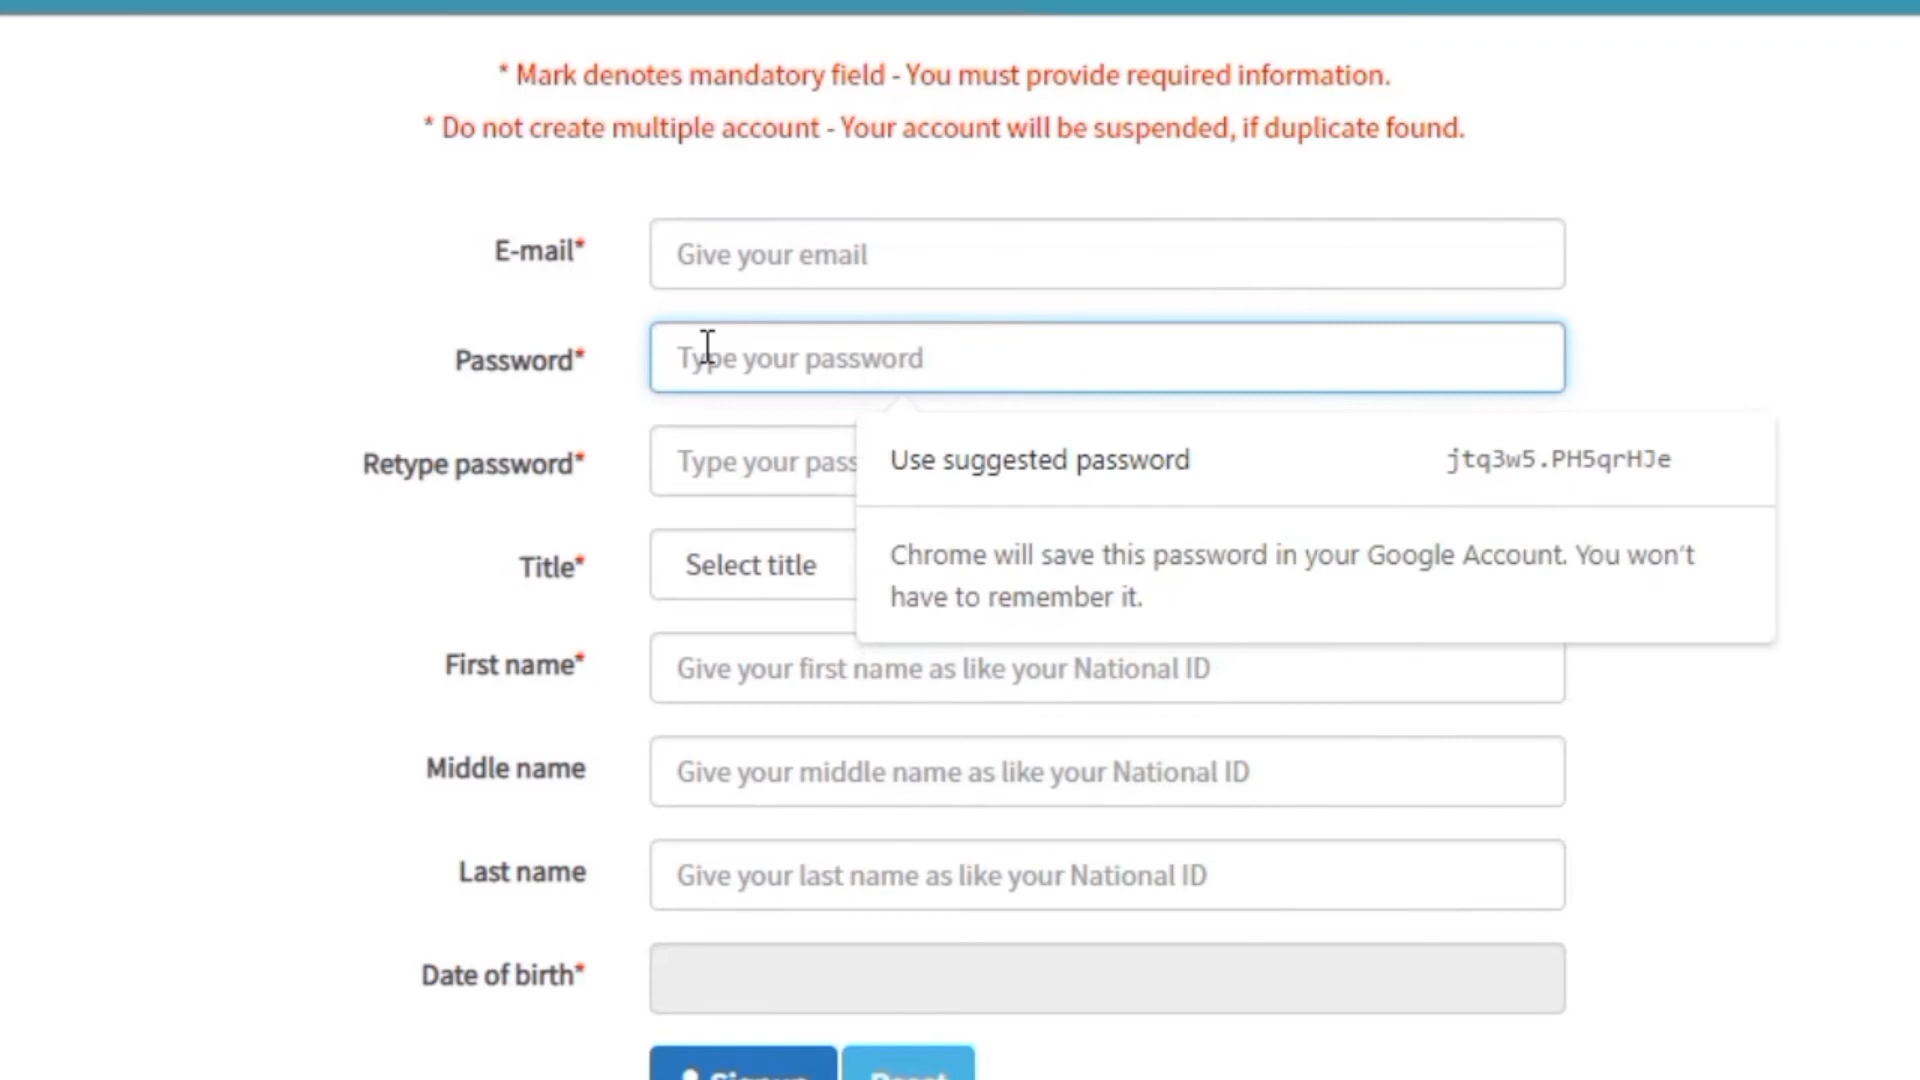 * Mark denotes mandatory field - You must provide required information.
* Do not create multiple account - Your account will be suspended, if duplicate found.
E-mail*
Give your email
Password*
Type your password
Retype password*
Type your pass
Use suggested password
jtq3w5.PH5qrHJe
Chrome will save this password in your Google Account. You won't
have to remember it.
Title*
Select title
First name*
Give your first name as like your National ID
Middle name
Give your middle name as like your National ID
Last name
Give your last name as like your National ID
Date of birth*
Signup
Reset